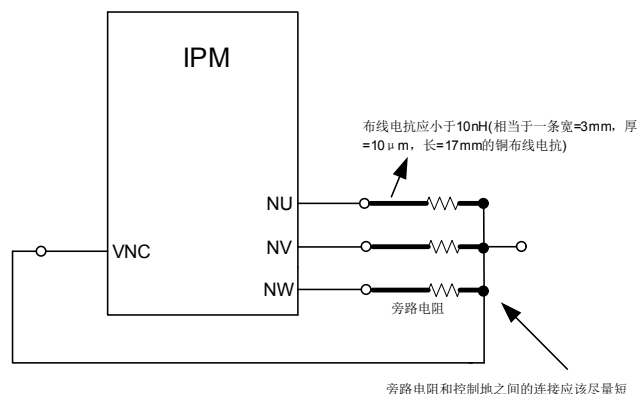 IPM
布线电抗应小于10nH(相当于一条宽=3mm，厚
=10μm，长=17mm的铜布线电抗)
NU
VNC
NV
NW
旁路电阻
旁路电阻和控制地之间的连接应该尽量短